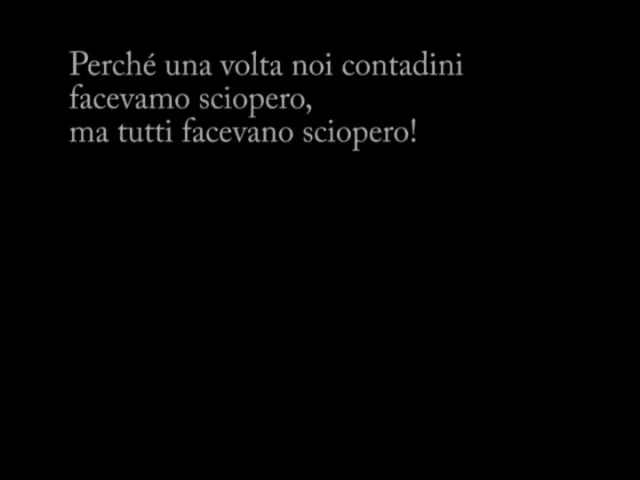 Perché una volta noi contadini
facevamo sciopero,
ma tutti facevano sciopero!